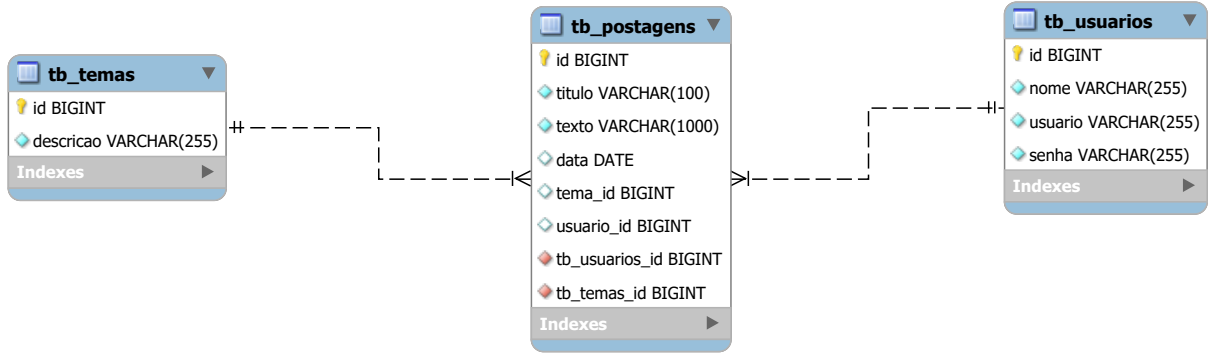 tb_temas
id BIGINT
descricao VARCHAR(255)
Indexes
tb_postagens
id BIGINT
titulo VARCHAR(100)
texto VARCHAR(1000)
data DATE
tema_id BIGINT
usuario_id BIGINT
tb_usuarios_id BIGINT
tb_temas_id BIGINT
Indexes
tb_usuarios
id BIGINT
nome VARCHAR(255)
usuario VARCHAR(255)
senha VARCHAR(255)
Indexes